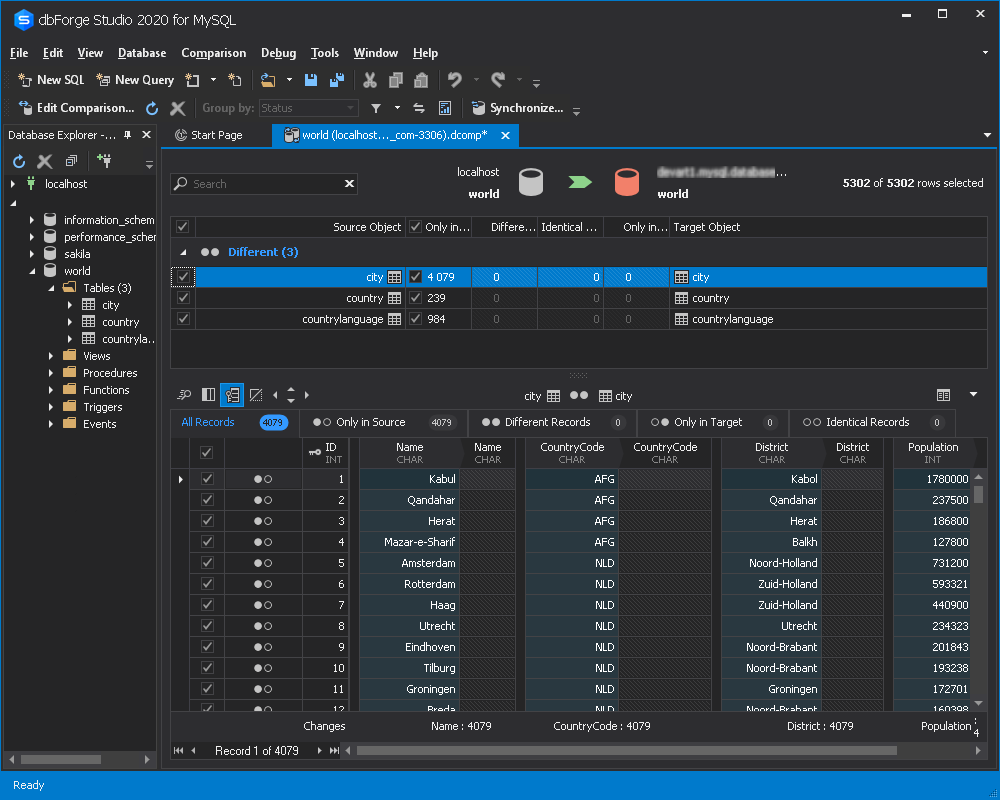 dbForge Studio 2020 for MySQL
File Edit View Database Comparison Debug Tools Window Help
New SQL New Query
Edit Comparison... Group by: Status Synchronize...
Database Explorer -...
Start Page world (localhost..._com-3306).dcomp*
localhost
information_schem
performance_scher
sakila
world
Tables (3)
city
country
countryla..
Views
Procedures
Functions
Triggers
Events
Search
localhost
world
world
5302 of 5302 rows selected
Source Object Only in... Differe... Identical ... Only in... Target Object
Different (3)
city 4 079 0 0 0 city
country 239 0 0 0 country
countrylanguage 984 0 0 0 countrylanguage
city city
All Records 4079 Only in Source 4079 Different Records 0 Only in Target 0 Identical Records 0
ID Name Name CountryCode CountryCode District District Population
INT CHAR CHAR CHAR CHAR CHAR CHAR INT
1 Kabul AFG Kabol 1780000
2 Qandahar AFG Qandahar 237500
3 Herat AFG Herat 186800
4 Mazar-e-Sharif AFG Balkh 127800
5 Amsterdam NLD Noord-Holland 731200
6 Rotterdam NLD Zuid-Holland 593321
7 Haag NLD Zuid-Holland 440900
8 Utrecht NLD Utrecht 234323
9 Eindhoven NLD Noord-Brabant 201843
10 Tilburg NLD Noord-Brabant 193238
11 Groningen NLD Groningen 172701
12 Breda NLD Noord-Brabant 160398
Changes Name : 4079 CountryCode : 4079 District : 4079 Population : 4
Record 1 of 4079
Ready